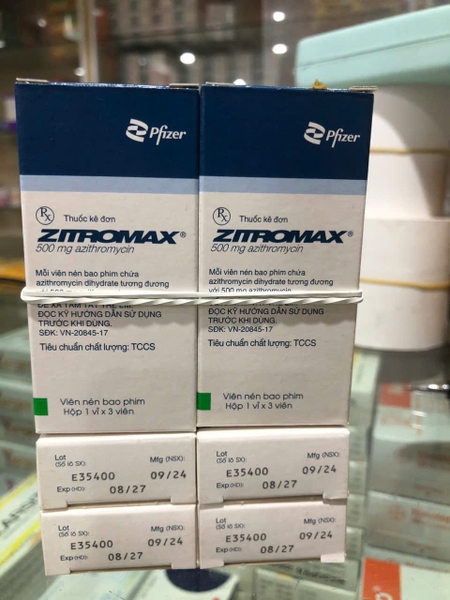 Pfizer
Rx Thuốc kê đơn
ZITROMAX®
500 mg azithromycin
Mỗi viên nén bao phim chứa
azithromycin dihydrate tương đương
ĐỌC KỸ HƯỚNG DẪN SỬ DỤNG
TRƯỚC KHI DÙNG.
SĐK: VN-20845-17
Tiêu chuẩn chất lượng: TCCS
Viên nén bao phim
Hộp 1 vỉ x 3 viên
Pfizer
Rx Thuốc kê đơn
ZITROMAX®
500 mg azithromycin
Mỗi viên nén bao phim chứa
azithromycin dihydrate tương đương
với 500 mg azithromycin
ĐỌC KỸ HƯỚNG DẪN SỬ DỤNG
TRƯỚC KHI DÙNG.
SĐK: VN-20845-17
Tiêu chuẩn chất lượng: TCCS
Viên nén bao phim
Hộp 1 vỉ x 3 viên
Lot Mfg (NSX):
(Số lô SX):
E35400 09/24
Exp (HD): 08/27
Lot Mfg (NSX):
(Số lô SX):
E35400 09/24
Exp (HD): 08/27
Lot Mfg (NSX):
(Số lô SX):
E35400 09/24
Exp (HD): 08/27
Lot Mfg (NSX):
(Số lô SX):
E35400 09/24
Exp (HD): 08/27